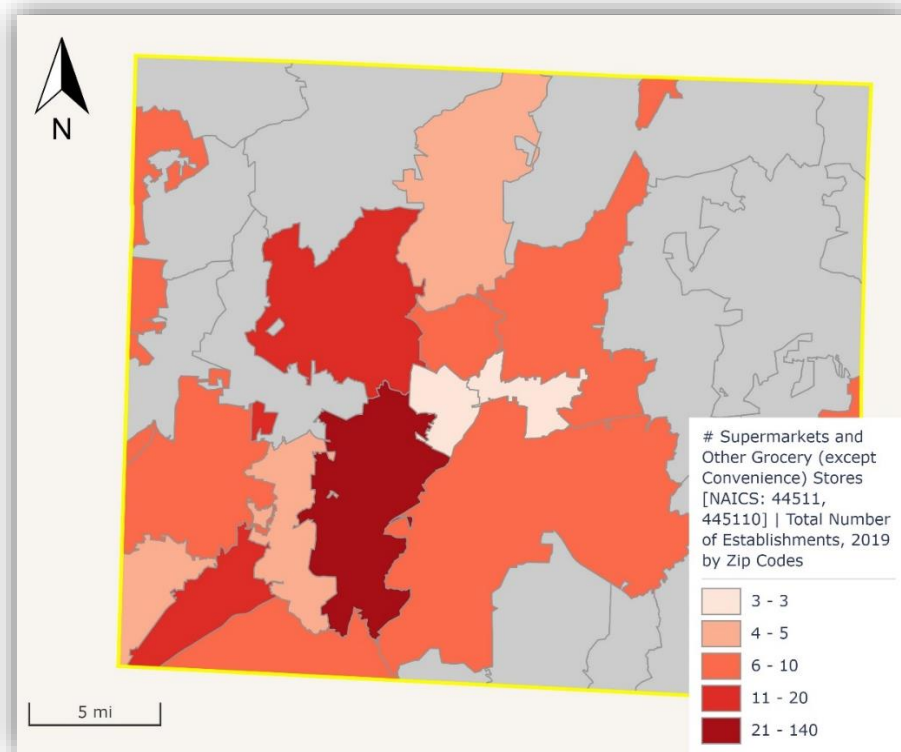 N
# Supermarkets and
Other Grocery (except
Convenience) Stores
[NAICS: 44511,
445110] | Total Number
of Establishments, 2019
by Zip Codes
3 - 3
4 - 5
6 - 10
11 - 20
21 - 140
5 mi